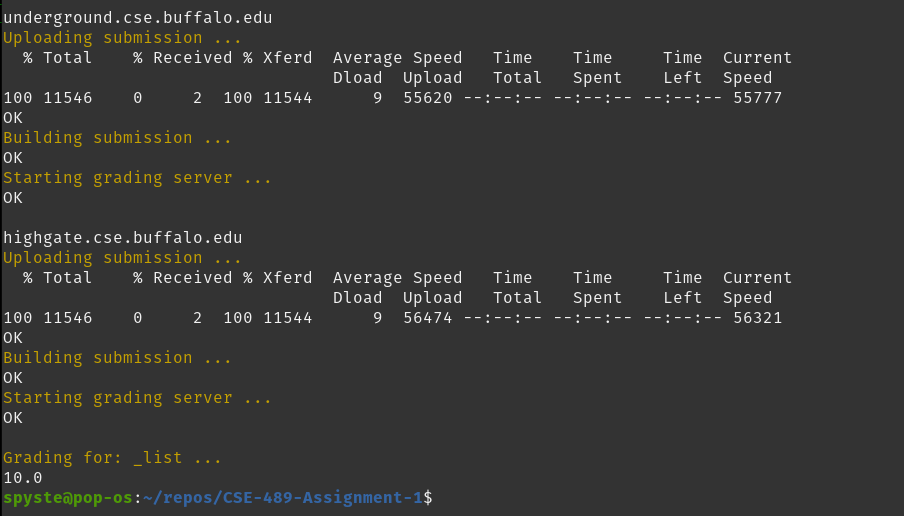 underground.cse.buffalo.edu
Uploading submission ...
  % Total    % Received % Xferd  Average Speed   Time    Time     Time  Current
                                 Dload  Upload   Total   Spent    Left  Speed
100 11546    0     2  100 11544      9  55620 --:--:-- --:--:-- --:--:-- 55777
OK
Building submission ...
OK
Starting grading server ...
OK

highgate.cse.buffalo.edu
Uploading submission ...
  % Total    % Received % Xferd  Average Speed   Time    Time     Time  Current
                                 Dload  Upload   Total   Spent    Left  Speed
100 11546    0     2  100 11544      9  56474 --:--:-- --:--:-- --:--:-- 56321
OK
Building submission ...
OK
Starting grading server ...
OK

Grading for: _list ...
10.0
spyste@pop-os:~/repos/CSE-489-Assignment-1$